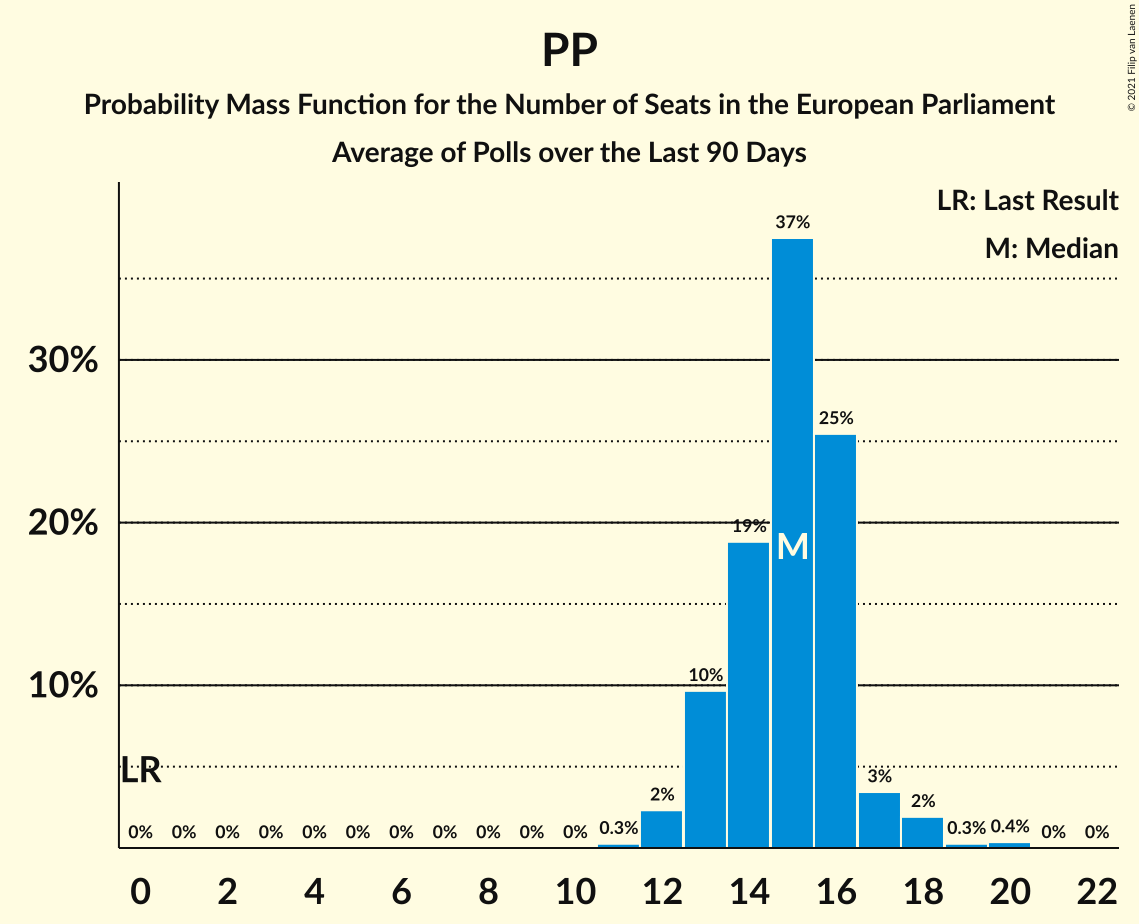 PP
Probability Mass Function for the Number of Seats in the European Parliament
Average of Polls over the Last 90 Days
© 2021 Filip van Laenen
LR: Last Result
M: Median
37%
30%
25%
20%
19%
M
10%
10%
LR
3%
2%
2%
0% 0% 0% 0% 0% 0% 0% 0% 0% 0% 0% 0.3% 0.3% 0.4% 0% 0%
0 2 4 6 8 10 12 14 16 18 20 22